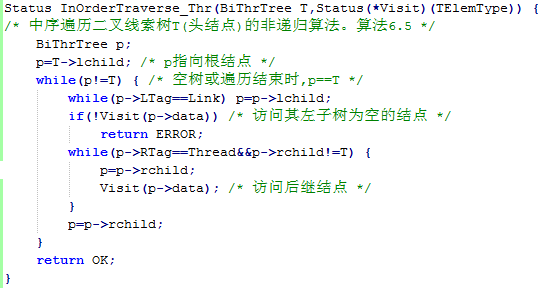 Status InOrderTraverse_Thr(BiThrTree T,Status(*Visit)(TElemType)) {
/* 中序遍历二叉线索树T(头结点)的非递归算法。算法6.5 */
    BiThrTree p;
    p=T->lchild; /* p指向根结点 */
    while(p!=T) { /* 空树或遍历结束时,p==T */
        while(p->LTag==Link) p=p->lchild;
        if(!Visit(p->data)) /* 访问其左子树为空的结点 */
            return ERROR;
        while(p->RTag==Thread&&p->rchild!=T) {
            p=p->rchild;
            Visit(p->data); /* 访问后继结点 */
        }
        p=p->rchild;
    }
    return OK;
}